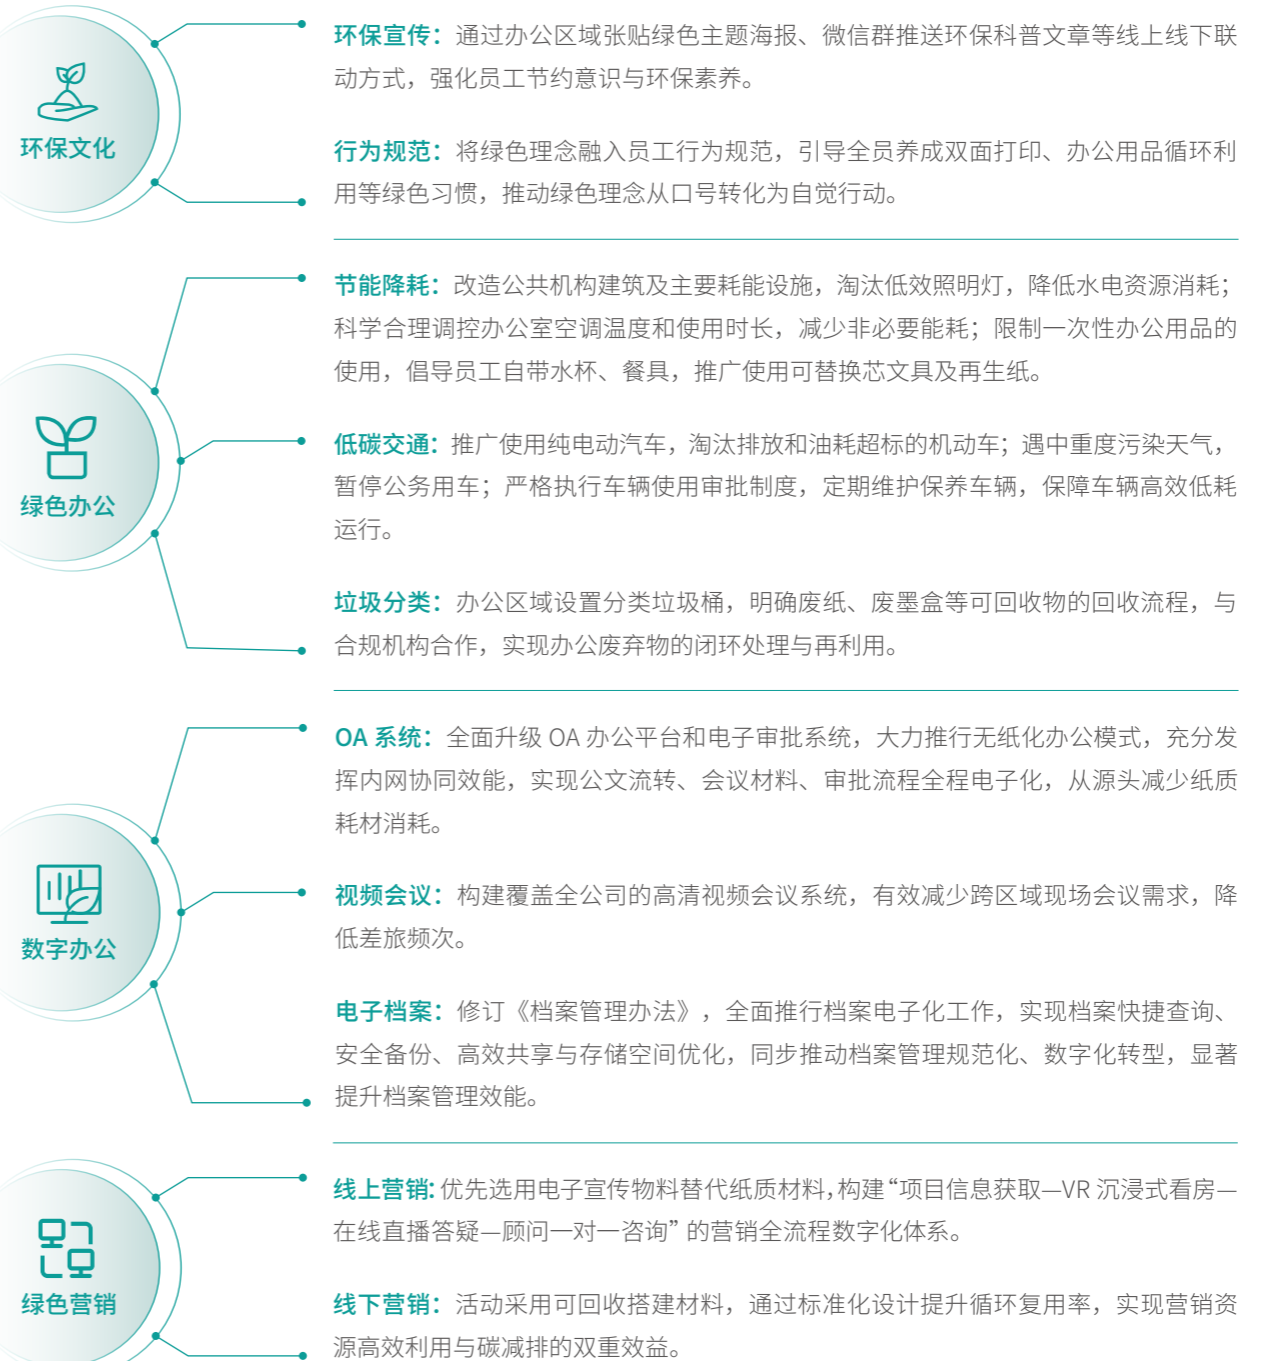 环保文化
环保宣传：通过办公区域张贴绿色主题海报、微信群推送环保科普文章等线上线下联
动方式，强化员工节约意识与环保素养。
行为规范：将绿色理念融入员工行为规范，引导全员养成双面打印、办公用品循环利
用等绿色习惯，推动绿色理念从口号转化为自觉行动。
绿色办公
节能降耗：改造公共机构建筑及主要耗能设施，淘汰低效照明灯，降低水电资源消耗；
科学合理调控办公室空调温度和使用时长，减少非必要能耗；限制一次性办公用品的
使用，倡导员工自带水杯、餐具，推广使用可替换芯文具及再生纸。
低碳交通：推广使用纯电动汽车，淘汰排放和油耗超标的机动车；遇中重度污染天气，
暂停公务用车；严格执行车辆使用审批制度，定期维护保养车辆，保障车辆高效低耗
运行。
垃圾分类：办公区域设置分类垃圾桶，明确废纸、废墨盒等可回收物的回收流程，与
合规机构合作，实现办公废弃物的闭环处理与再利用。
数字办公
OA 系统：全面升级 OA 办公平台和电子审批系统，大力推行无纸化办公模式，充分发
挥内网协同效能，实现公文流转、会议材料、审批流程全程电子化，从源头减少纸质
耗材消耗。
视频会议：构建覆盖全公司的高清视频会议系统，有效减少跨区域现场会议需求，降
低差旅频次。
电子档案：修订《档案管理办法》，全面推行档案电子化工作，实现档案快捷查询、
安全备份、高效共享与存储空间优化，同步推动档案管理规范化、数字化转型，显著
提升档案管理效能。
绿色营销
线上营销：优先选用电子宣传物料替代纸质材料，构建“项目信息获取—VR 沉浸式看房—
在线直播答疑—顾问一对一咨询”的营销全流程数字化体系。
线下营销：活动采用可回收搭建材料，通过标准化设计提升循环复用率，实现营销资
源高效利用与碳减排的双重效益。